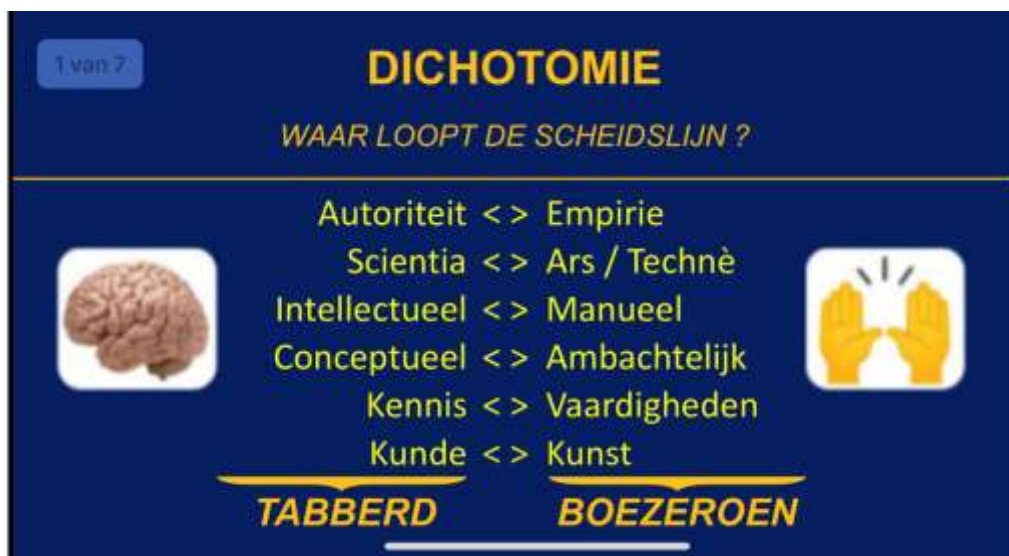 1 van 7
DICHOTOMIE
WAAR LOOPT DE SCHEIDSLIJN ?
Autoriteit < > Empirie
Scientia < > Ars / Technè
Intellectueel < > Manueel
Conceptueel < > Ambachtelijk
Kennis < > Vaardigheden
Kunde < > Kunst
TABBERD BOEZEROEN